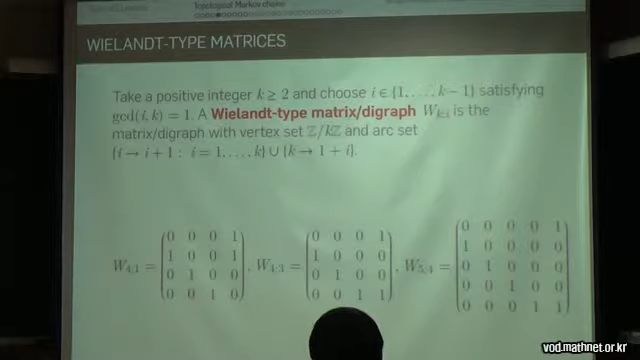 Topological Markov chains
WIELANDT-TYPE MATRICES
Take a positive integer k ≥ 2 and choose i ∈ {1, . . . , k − 1} satisfying
gcd(i, k) = 1. A Wielandt-type matrix/digraph W_{k;i} is the
matrix/digraph with vertex set ℤ/kℤ and arc set
{i → i + 1 : i = 1, . . . , k} ∪ {k → 1 + i}.
W_{4;1} = (0 0 0 1; 1 0 0 1; 0 1 0 0; 0 0 1 0), W_{4;3} = (0 0 0 1; 1 0 0 0; 0 1 0 0; 0 0 1 1), W_{5;4} = (0 0 0 0 1; 1 0 0 0 0; 0 1 0 0 0; 0 0 1 0 0; 0 0 0 1 1)
vod.mathnet.or.kr